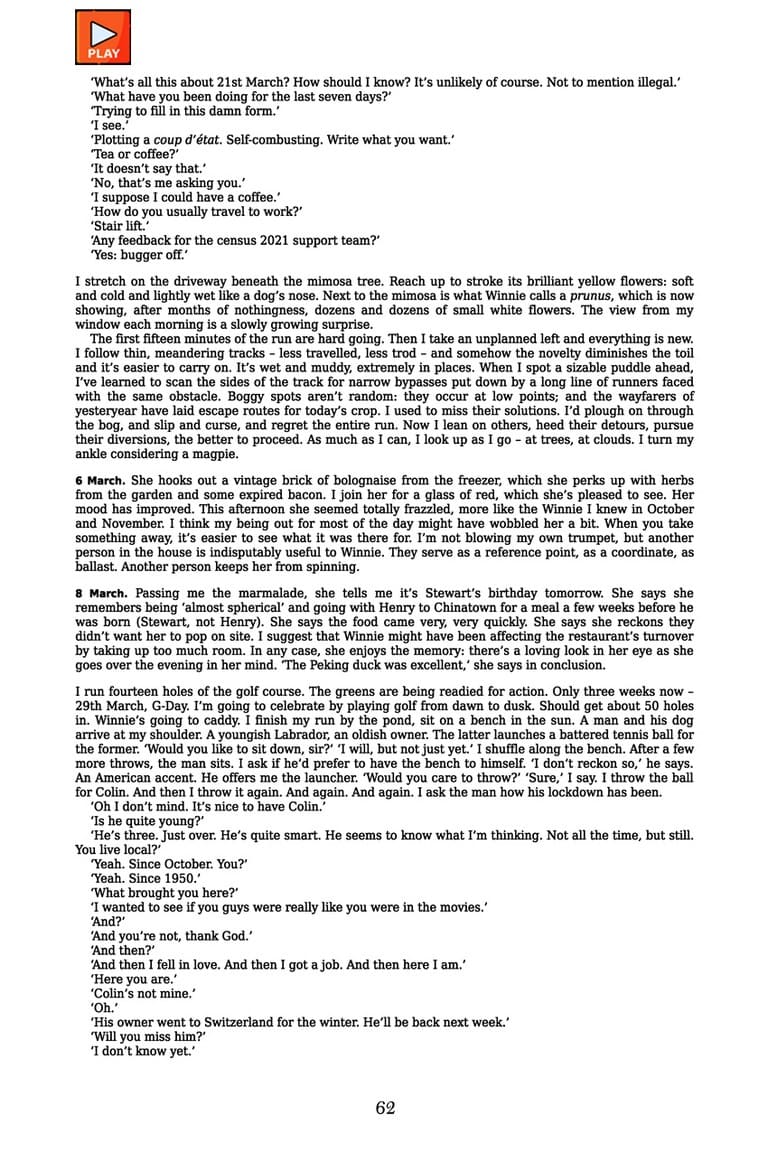 PLAY
‘What’s all this about 21st March? How should I know? It’s unlikely of course. Not to mention illegal.’
‘What have you been doing for the last seven days?’
‘Trying to fill in this damn form.’
‘I see.’
‘Plotting a coup d’état. Self-combusting. Write what you want.’
‘Tea or coffee?’
‘It doesn’t say that.’
‘No, that’s me asking you.’
‘I suppose I could have a coffee.’
‘How do you usually travel to work?’
‘Stair lift.’
‘Any feedback for the census 2021 support team?’
‘Yes: bugger off.’
I stretch on the driveway beneath the mimosa tree. Reach up to stroke its brilliant yellow flowers: soft
and cold and lightly wet like a dog’s nose. Next to the mimosa is what Winnie calls a prunus, which is now
showing, after months of nothingness, dozens and dozens of small white flowers. The view from my
window each morning is a slowly growing surprise.
The first fifteen minutes of the run are hard going. Then I take an unplanned left and everything is new.
I follow thin, meandering tracks – less travelled, less trod – and somehow the novelty diminishes the toil
and it’s easier to carry on. It’s wet and muddy, extremely in places. When I spot a sizable puddle ahead,
I’ve learned to scan the sides of the track for narrow bypasses put down by a long line of runners faced
with the same obstacle. Boggy spots aren’t random: they occur at low points; and the wayfarers of
yesteryear have laid escape routes for today’s crop. I used to miss their solutions. I’d plough on through
the bog, and slip and curse, and regret the entire run. Now I lean on others, heed their detours, pursue
their diversions, the better to proceed. As much as I can, I look up as I go – at trees, at clouds. I turn my
ankle considering a magpie.
6 March. She hooks out a vintage brick of bolognaise from the freezer, which she perks up with herbs
from the garden and some expired bacon. I join her for a glass of red, which she’s pleased to see. Her
mood has improved. This afternoon she seemed totally frazzled, more like the Winnie I knew in October
and November. I think my being out for most of the day might have wobbled her a bit. When you take
something away, it’s easier to see what it was there for. I’m not blowing my own trumpet, but another
person in the house is indisputably useful to Winnie. They serve as a reference point, as a coordinate, as
ballast. Another person keeps her from spinning.
8 March. Passing me the marmalade, she tells me it’s Stewart’s birthday tomorrow. She says she
remembers being ‘almost spherical’ and going with Henry to Chinatown for a meal a few weeks before he
was born (Stewart, not Henry). She says the food came very, very quickly. She says she reckons they
didn’t want her to pop on site. I suggest that Winnie might have been affecting the restaurant’s turnover
by taking up too much room. In any case, she enjoys the memory: there’s a loving look in her eye as she
goes over the evening in her mind. ‘The Peking duck was excellent,’ she says in conclusion.
I run fourteen holes of the golf course. The greens are being readied for action. Only three weeks now –
29th March, G-Day. I’m going to celebrate by playing golf from dawn to dusk. Should get about 50 holes
in. Winnie’s going to caddy. I finish my run by the pond, sit on a bench in the sun. A man and his dog
arrive at my shoulder. A youngish Labrador, an oldish owner. The latter launches a battered tennis ball for
the former. ‘Would you like to sit down, sir?’ ‘I will, but not just yet.’ I shuffle along the bench. After a few
more throws, the man sits. I ask if he’d prefer to have the bench to himself. ‘I don’t reckon so,’ he says.
An American accent. He offers me the launcher. ‘Would you care to throw?’ ‘Sure,’ I say. I throw the ball
for Colin. And then I throw it again. And again. And again. I ask the man how his lockdown has been.
‘Oh I don’t mind. It’s nice to have Colin.’
‘Is he quite young?’
‘He’s three. Just over. He’s quite smart. He seems to know what I’m thinking. Not all the time, but still.
You live local?’
‘Yeah. Since October. You?’
‘Yeah. Since 1950.’
‘What brought you here?’
‘I wanted to see if you guys were really like you were in the movies.’
‘And?’
‘And you’re not, thank God.’
‘And then?’
‘And then I fell in love. And then I got a job. And then here I am.’
‘Here you are.’
‘Colin’s not mine.’
‘Oh.’
‘His owner went to Switzerland for the winter. He’ll be back next week.’
‘Will you miss him?’
‘I don’t know yet.’
62